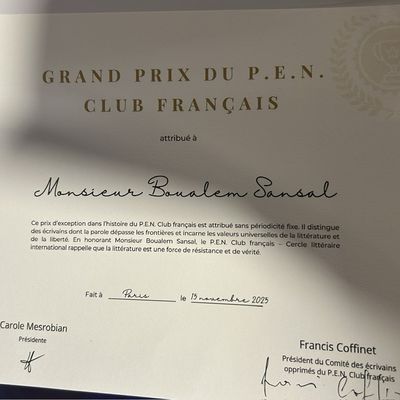 GRAND PRIX DU P.E.N.
CLUB FRANÇAIS
attribué à
Monsieur Boualem Sansal
Ce prix d'exception dans l'histoire du P.E.N. Club français est attribué sans périodicité fixe. Il distingue
des écrivains dont la parole dépasse les frontières et incarne les valeurs universelles de la littérature et
de la liberté. En honorant Monsieur Boualem Sansal, le P.E.N. Club français – Cercle littéraire
international rappelle que la littérature est une force de résistance et de vérité.
Fait à Paris le 13 novembre 2025
Carole Mesrobian
Présidente
Francis Coffinet
Président du Comité des écrivains
opprimés du P.E.N. Club français